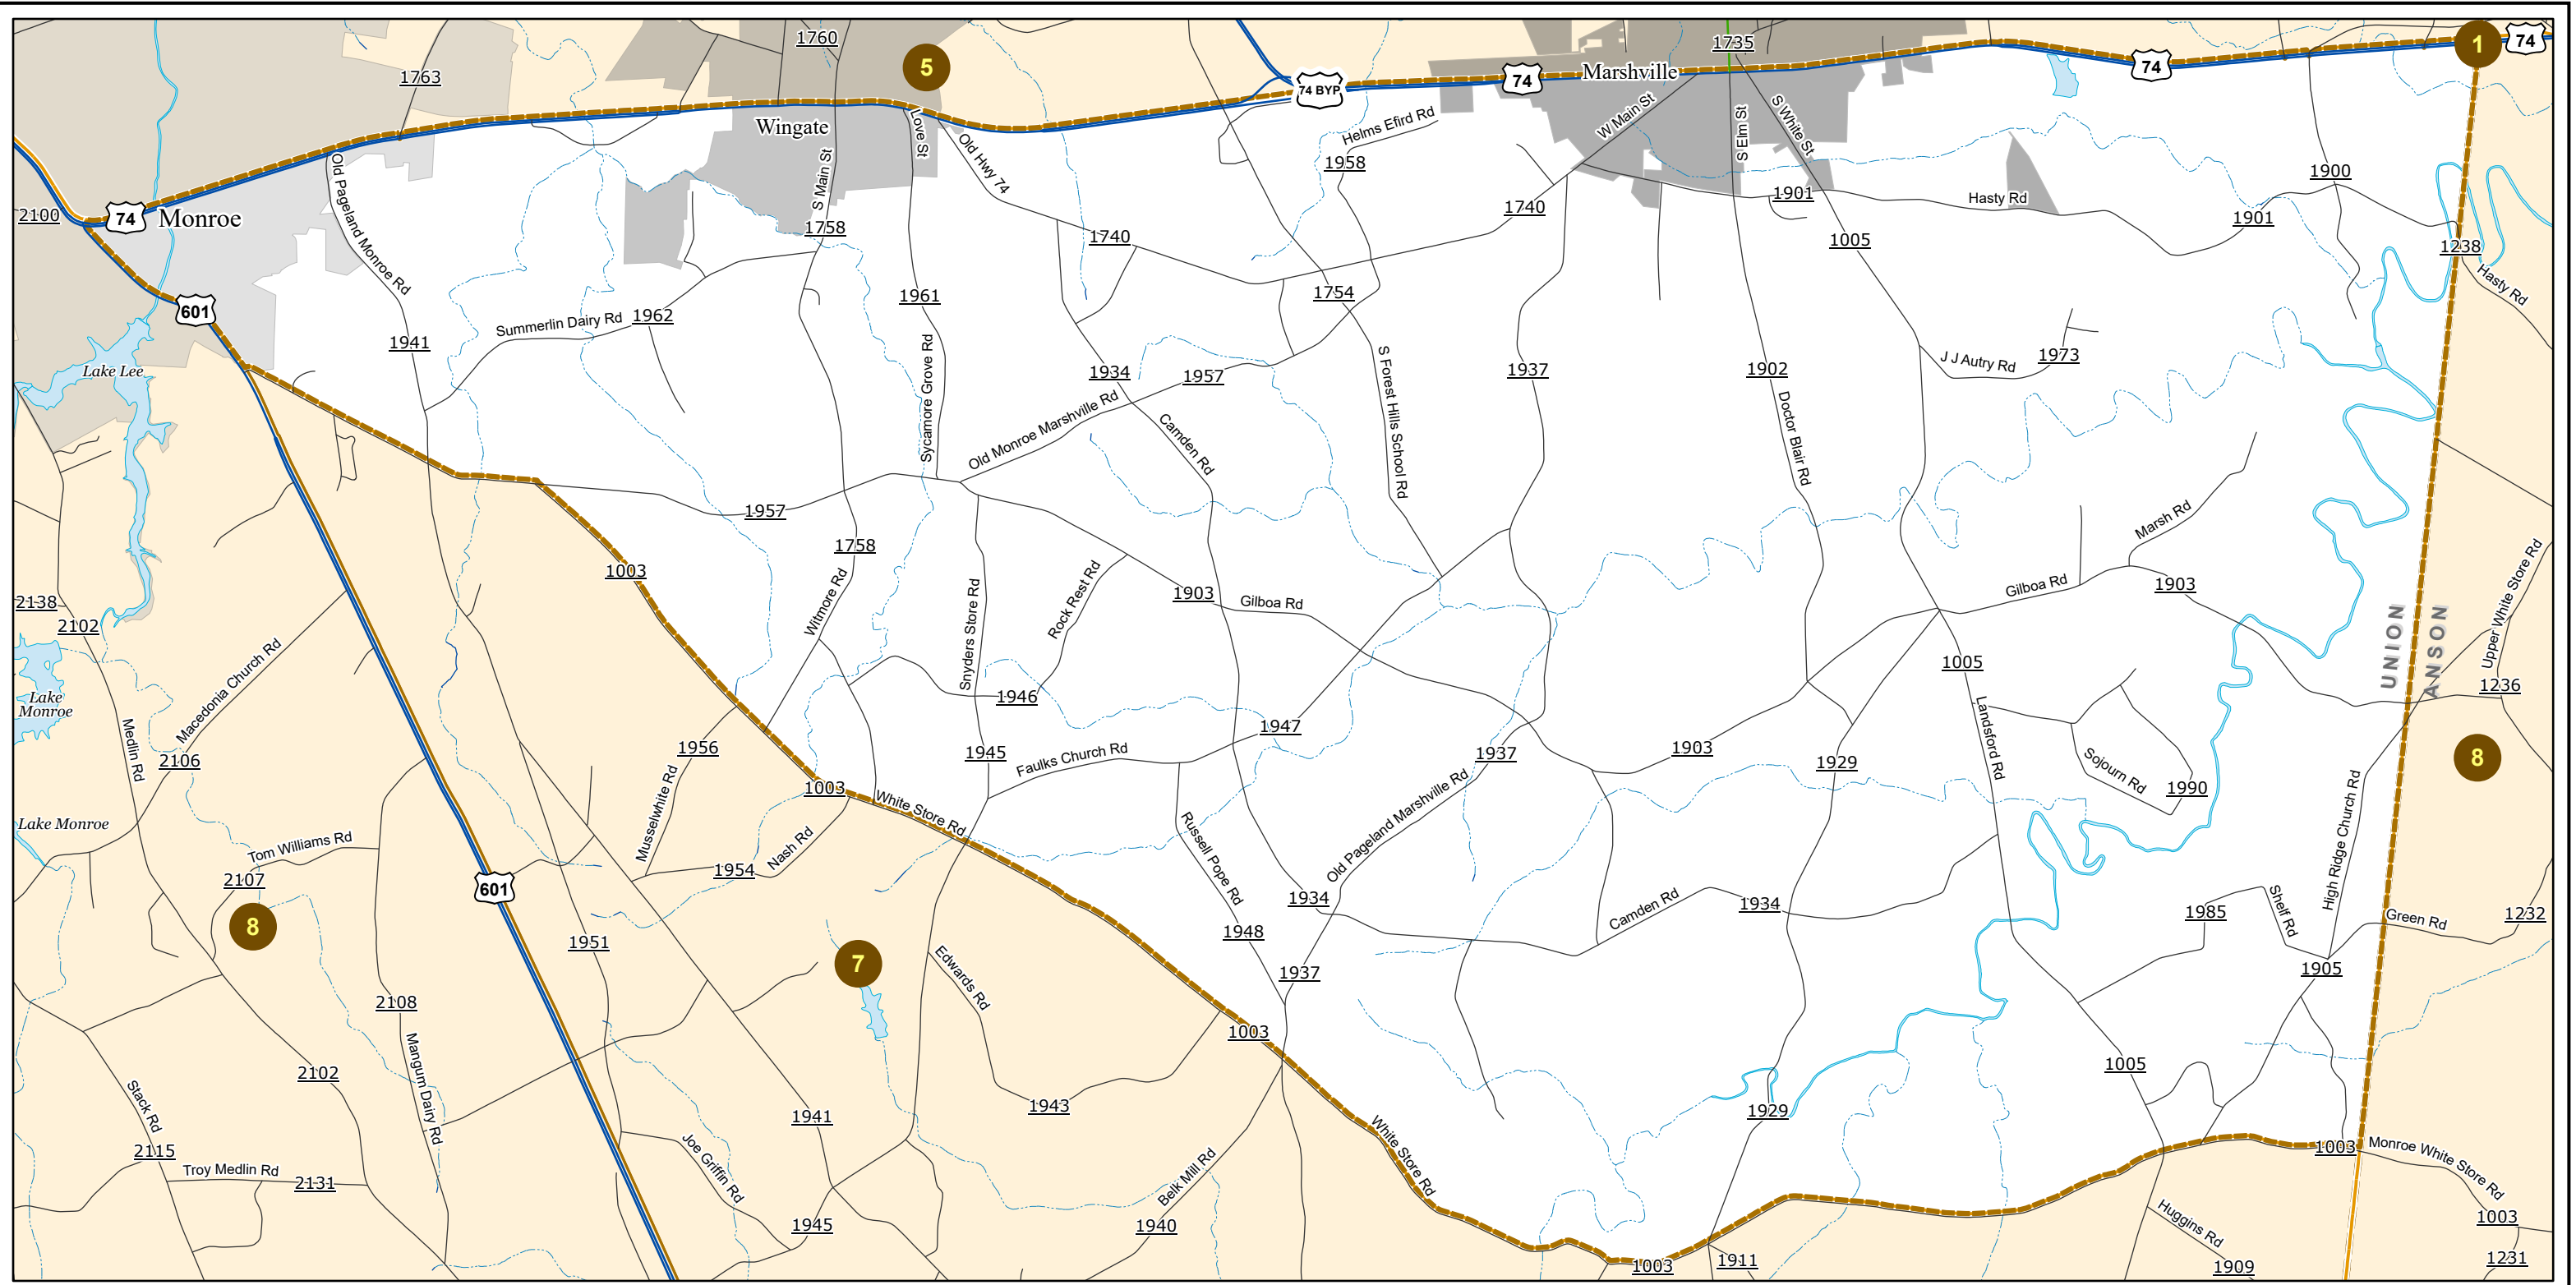 1760
5
1735
1
74
1763
74 BYP
74
Marshville
74
Wingate
Love St
Old Hwy 74
Helms Efird Rd
W Main St
S Elm St
S White St
1958
Old Pageland Monroe Rd
S Main St
1900
2100
74
Monroe
1758
1740
1740
1901
Hasty Rd
1901
1005
1238
Hasty Rd
601
1961
1754
Summerlin Dairy Rd
1962
1941
Lake Lee
Sycamore Grove Rd
1934
1957
S Forest Hills School Rd
1937
1902
J J Autry Rd
1973
Old Monroe Marshville Rd
Camden Rd
Doctor Blair Rd
1957
1758
Marsh Rd
1003
Witmore Rd
Snyders Store Rd
Rock Rest Rd
1903
Gilboa Rd
Gilboa Rd
1903
Upper White Store Rd
2138
2102
UNION
ANSON
Macedonia Church Rd
1005
Lake
Monroe
1946
1236
Medlin Rd
2106
1956
1945
Faulks Church Rd
1947
1937
1903
1929
Landsford Rd
Sojourn Rd
1990
8
Musselwhite Rd
1003
White Store Rd
Lake Monroe
Tom Williams Rd
2107
1954
Nash Rd
Russell Pope Rd
Old Pageland Marshville Rd
High Ridge Church Rd
601
1934
Camden Rd
1934
1985
Shelf Rd
Green Rd
1232
8
1951
7
1948
1937
1905
Edwards Rd
2108
1003
Mangum Dairy Rd
2102
1005
Stack Rd
1943
1941
1929
2115
Joe Griffin Rd
White Store Rd
1003
Monroe White Store Rd
Troy Medlin Rd
2131
Belk Mill Rd
1945
1940
Huggins Rd
1003
1003
1911
1909
1231